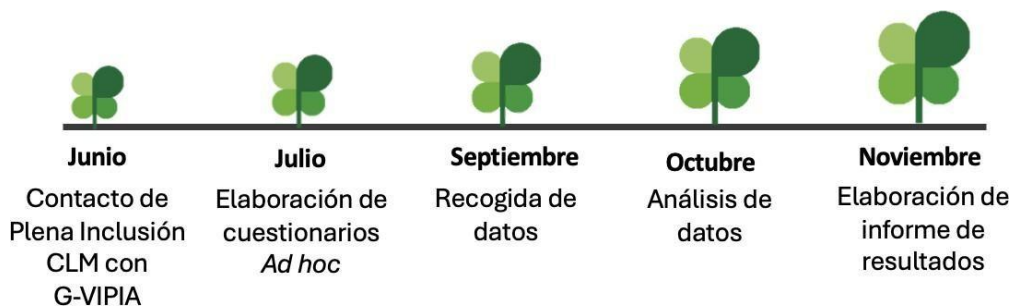 Junio
Contacto de
Plena Inclusión
CLM con
G-VIPIA
Julio
Elaboración de
cuestionarios
Ad hoc
Septiembre
Recogida de
datos
Octubre
Análisis de
datos
Noviembre
Elaboración de
informe de
resultados